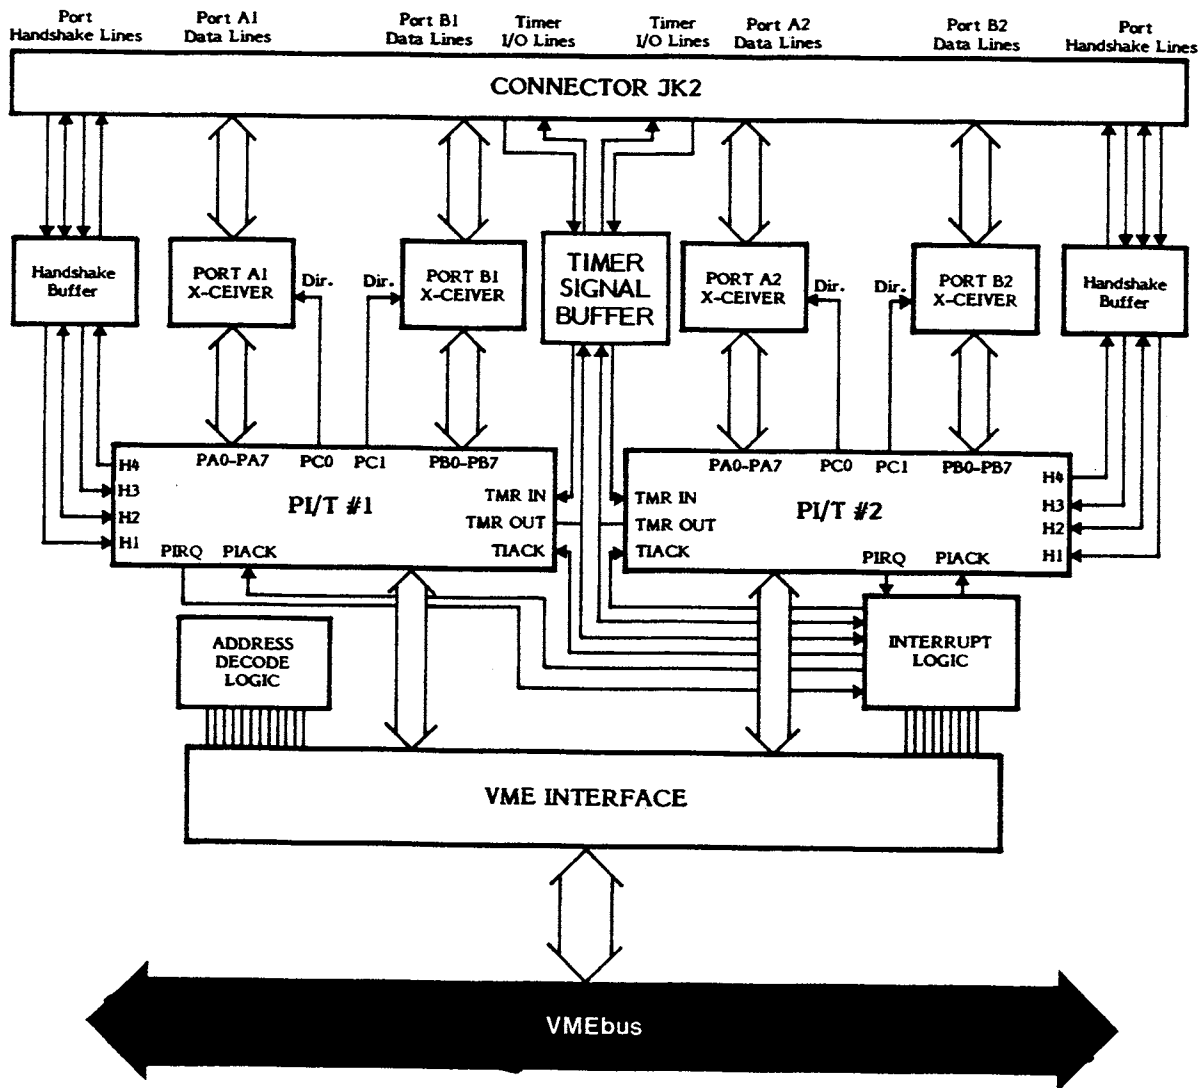 Port
Handshake Lines
Port A1
Data Lines
Port B1
Data Lines
Timer
I/O Lines
Timer
I/O Lines
Port A2
Data Lines
Port B2
Data Lines
Port
Handshake Lines
CONNECTOR JK2
Handshake
Buffer
PORT A1
X-CEIVER
Dir.
Dir.
PORT B1
X-CEIVER
TIMER
SIGNAL
BUFFER
PORT A2
X-CEIVER
Dir.
Dir.
PORT B2
X-CEIVER
Handshake
Buffer
H4
H3
H2
H1
PA0-PA7
PC0
PC1
PB0-PB7
PI/T #1
TMR IN
TMR OUT
TIACK
PIRQ
PIACK
PA0-PA7
PC0
PC1
PB0-PB7
TMR IN
TMR OUT
TIACK
PI/T #2
PIRQ
PIACK
H4
H3
H2
H1
ADDRESS
DECODE
LOGIC
INTERRUPT
LOGIC
VME INTERFACE
VMEbus